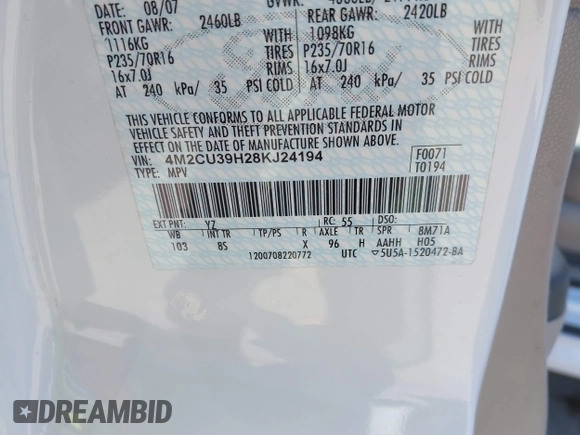 DATE: 08/07
FRONT GAWR: 2460LB
1116KG WITH
P235/70R16 TIRES
16x7.0J RIMS
AT 240 kPa/ 35 PSI COLD
REAR GAWR: 2420LB
1098KG WITH
P235/70R16 TIRES
16x7.0J RIMS
AT 240 kPa/ 35 PSI COLD
THIS VEHICLE CONFORMS TO ALL APPLICABLE FEDERAL MOTOR
VEHICLE SAFETY AND THEFT PREVENTION STANDARDS IN
EFFECT ON THE DATE OF MANUFACTURE SHOWN ABOVE.
VIN: 4M2CU39H28KJ24194 F0071
TYPE: MPV T0194
EXT PNT: YZ RC: 55 DSO:
WB INT TR TP/PS R AXLE TR SPR 8M71A
103 8S X 96 H AAHH H05
1200708220772 UTC ▽5U5A-1520472-BA
DREAMBID